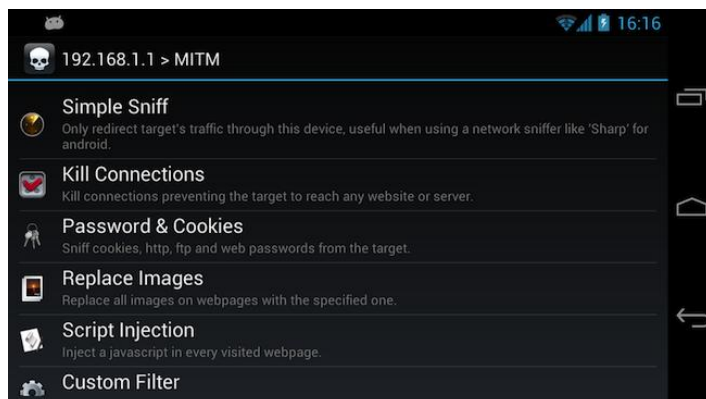 16:16
192.168.1.1 > MITM
Simple Sniff
Only redirect target's traffic through this device, useful when using a network sniffer like 'Sharp' for
android.
Kill Connections
Kill connections preventing the target to reach any website or server.
Password & Cookies
Sniff cookies, http, ftp and web passwords from the target.
Replace Images
Replace all images on webpages with the specified one.
Script Injection
Inject a javascript in every visited webpage.
Custom Filter